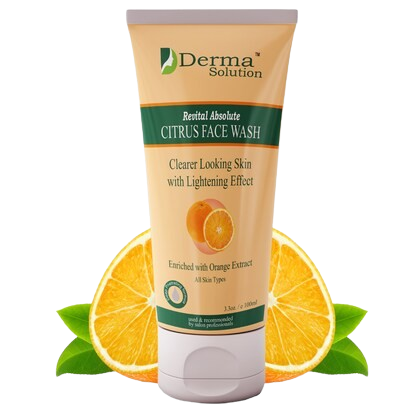 Derma™
Solution
Revital Absolute
CITRUS FACE WASH
Clearer Looking Skin
with Lightening Effect
Enriched with Orange Extract
All Skin Types
3.3oz / e 100ml
used & recommended
by salon professionals